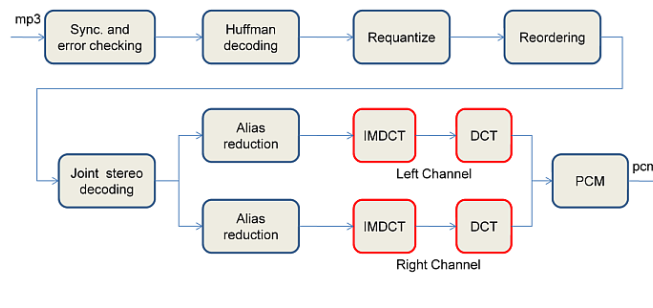 mp3
Sync. and
error checking
Huffman
decoding
Requantize
Reordering
Joint stereo
decoding
Alias
reduction
IMDCT
DCT
Left Channel
Alias
reduction
IMDCT
DCT
Right Channel
PCM
pcm